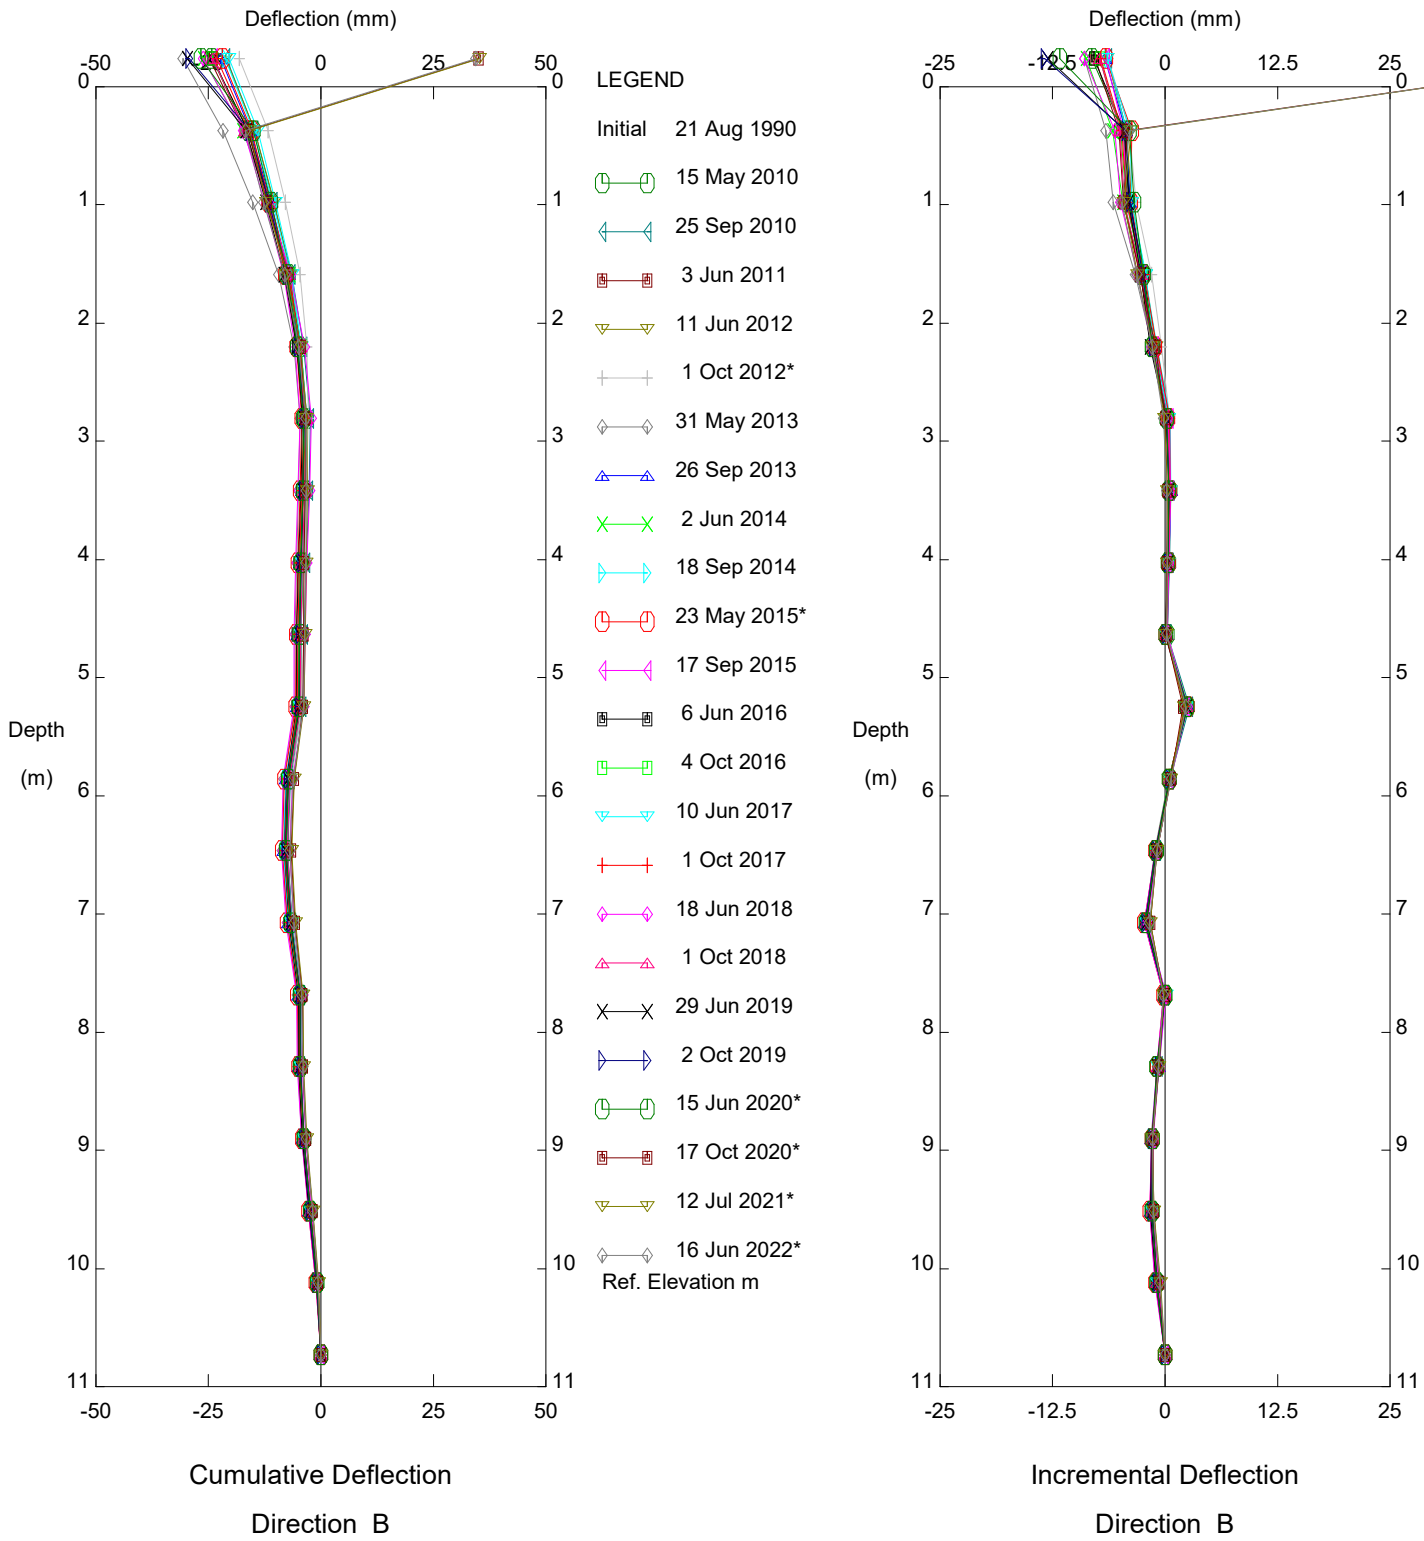 Deflection (mm)
-50 -25 0 25 50
0 0
1 1
2 2
3 3
4 4
5 5
Depth
(m)
6 6
7 7
8 8
9 9
10 10
11 11
-50 -25 0 25 50
Cumulative Deflection
Direction B
LEGEND
Initial 21 Aug 1990
15 May 2010
25 Sep 2010
3 Jun 2011
11 Jun 2012
1 Oct 2012*
31 May 2013
26 Sep 2013
2 Jun 2014
18 Sep 2014
23 May 2015*
17 Sep 2015
6 Jun 2016
4 Oct 2016
10 Jun 2017
1 Oct 2017
18 Jun 2018
1 Oct 2018
29 Jun 2019
2 Oct 2019
15 Jun 2020*
17 Oct 2020*
12 Jul 2021*
16 Jun 2022*
Ref. Elevation m
Deflection (mm)
-25 -12.5 0 12.5 25
0 0
1 1
2 2
3 3
4 4
5 5
Depth
(m)
6 6
7 7
8 8
9 9
10 10
11 11
-25 -12.5 0 12.5 25
Incremental Deflection
Direction B